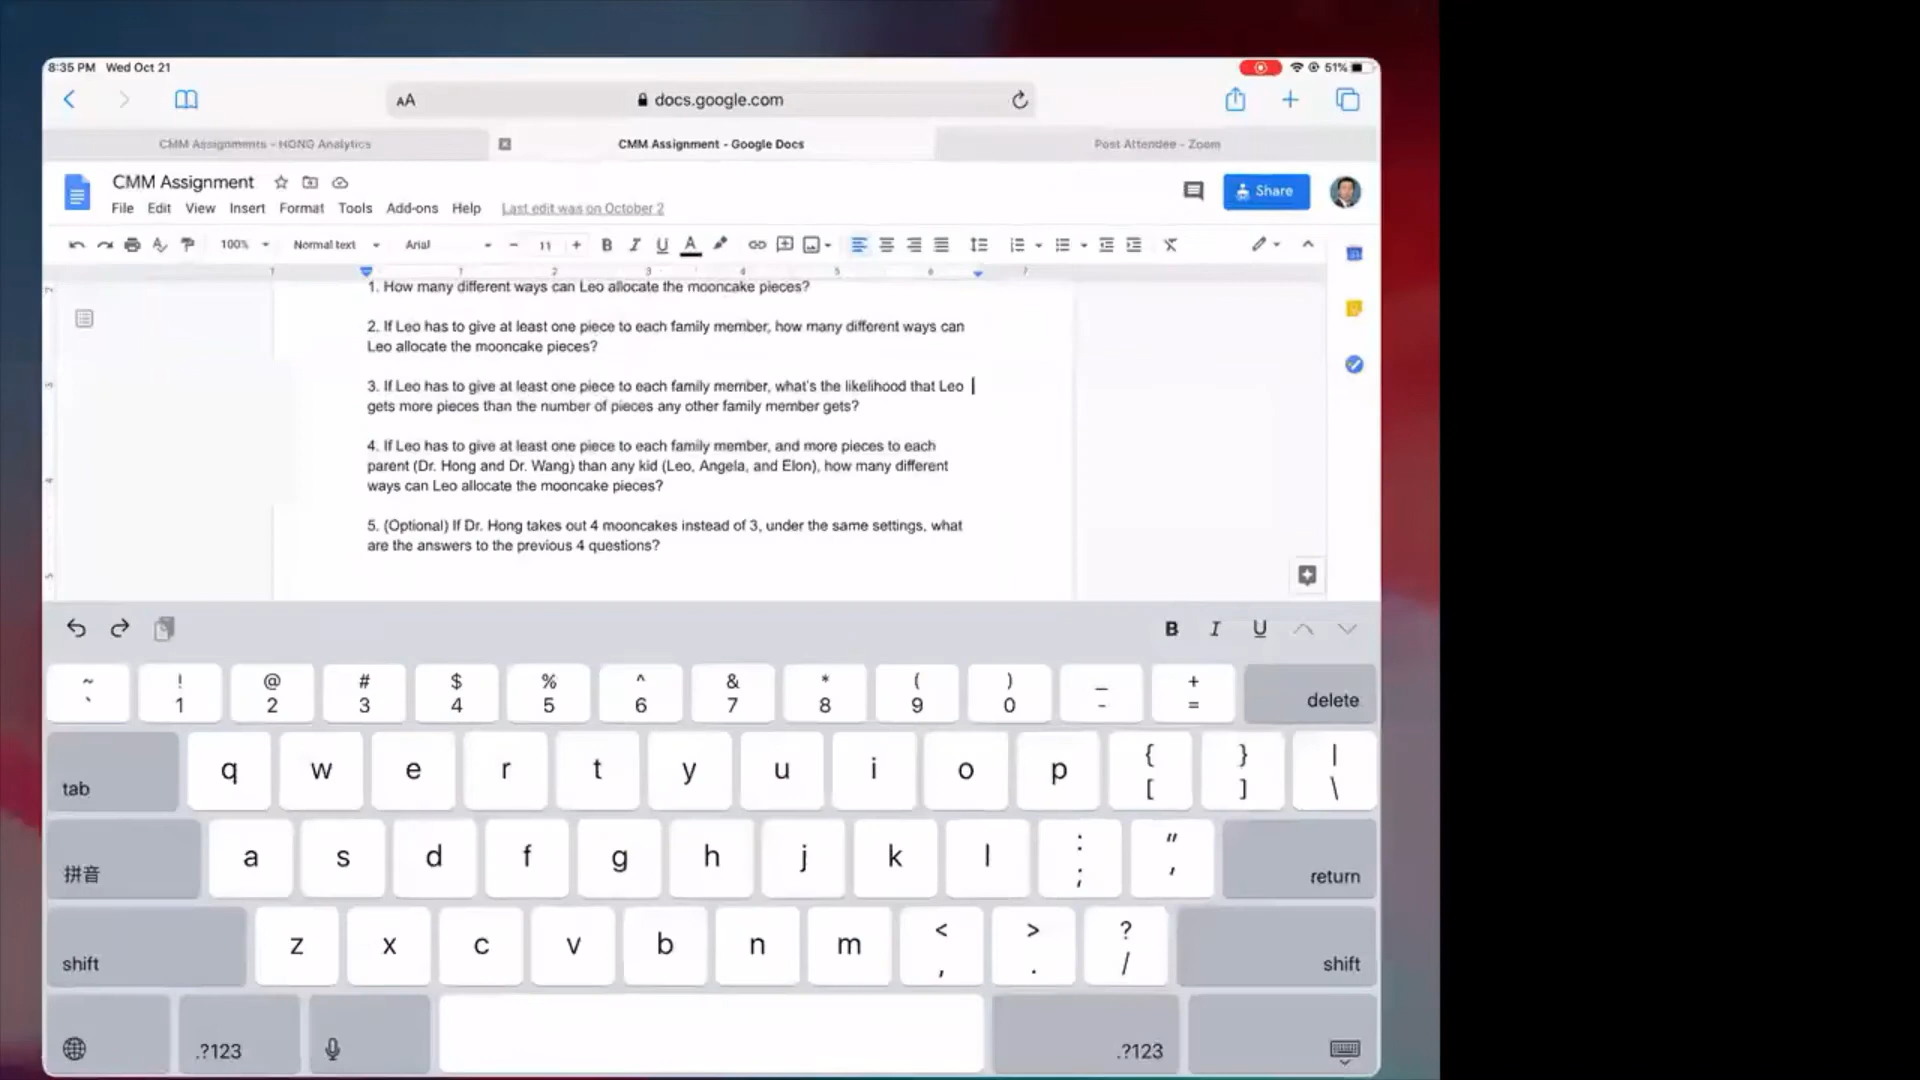 8:35 PM Wed Oct 21
51%
AA
docs.google.com
CMM Assignments - HONG Analytics
CMM Assignment - Google Docs
Post Attendee - Zoom
CMM Assignment
Share
File Edit View Insert Format Tools Add-ons Help Last edit was on October 2
100% Normal text Arial - 11 + B I U A
1 1 2 3 4 5 6 7
1. How many different ways can Leo allocate the mooncake pieces?
2. If Leo has to give at least one piece to each family member, how many different ways can
Leo allocate the mooncake pieces?
3. If Leo has to give at least one piece to each family member, what's the likelihood that Leo
gets more pieces than the number of pieces any other family member gets?
4. If Leo has to give at least one piece to each family member, and more pieces to each
parent (Dr. Hong and Dr. Wang) than any kid (Leo, Angela, and Elon), how many different
ways can Leo allocate the mooncake pieces?
5. (Optional) If Dr. Hong takes out 4 mooncakes instead of 3, under the same settings, what
are the answers to the previous 4 questions?
B I U
~ ! @ # $ % ^ & * ( ) _ +
` 1 2 3 4 5 6 7 8 9 0 - = delete
tab q w e r t y u i o p { [ } ] | \
拼音 a s d f g h j k l : ; " ' return
shift z x c v b n m < , > . ? / shift
.?123 .?123